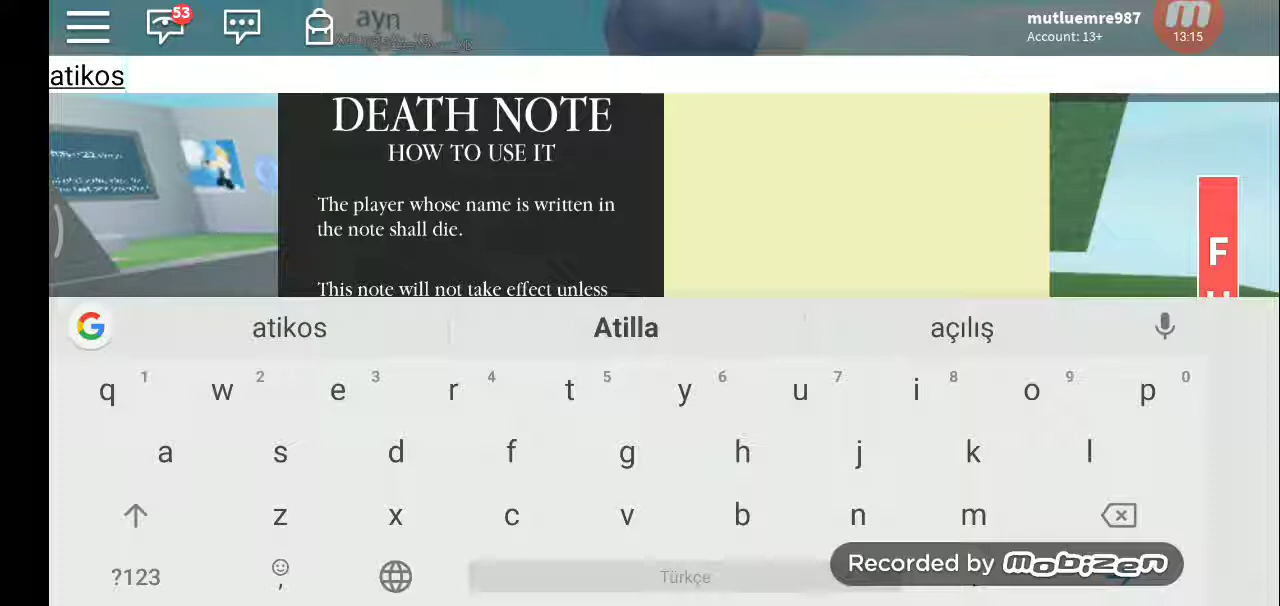 53
ayn
mutluemre987
Account: 13+
13:15
atikos
DEATH NOTE
HOW TO USE IT
The player whose name is written in
the note shall die.
This note will not take effect unless
F
atikos Atilla açılış
q 1 w 2 e 3 r 4 t 5 y 6 u 7 i 8 o 9 p 0
a s d f g h j k l
z x c v b n m
?123 , Türkçe
Recorded by mobizen